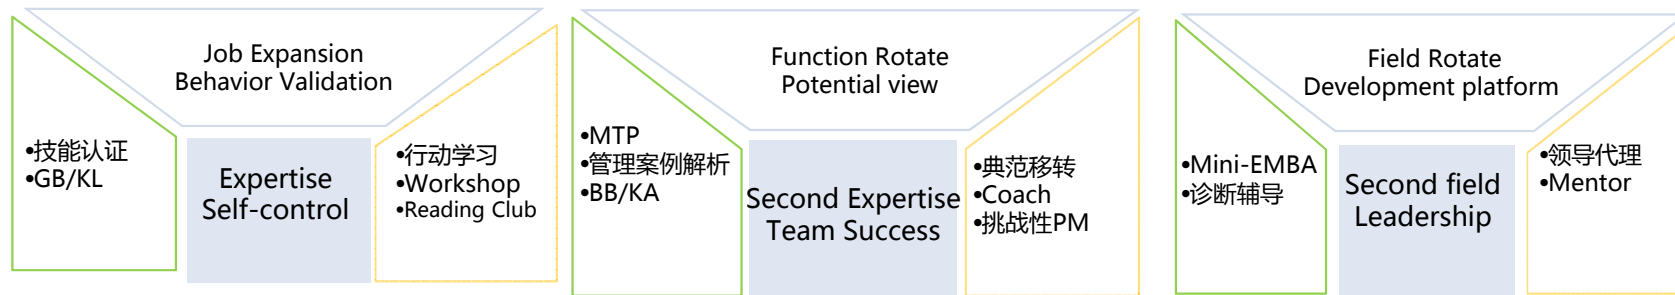 Job Expansion
Behavior Validation
•技能认证
•GB/KL
Expertise
Self-control
•行动学习
•Workshop
•Reading Club
Function Rotate
Potential view
•MTP
•管理案例解析
•BB/KA
Second Expertise
Team Success
•典范移转
•Coach
•挑战性PM
Field Rotate
Development platform
•Mini-EMBA
•诊断辅导
Second field
Leadership
•领导代理
•Mentor